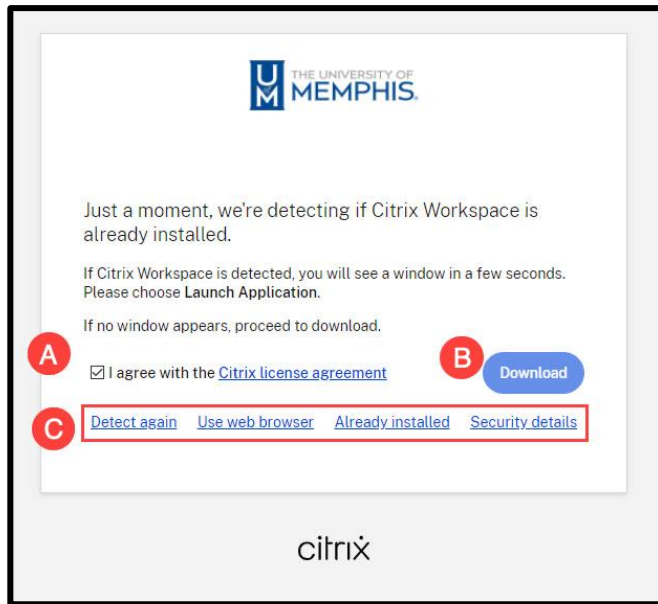 UM THE UNIVERSITY OF
MEMPHIS.
Just a moment, we're detecting if Citrix Workspace is
already installed.
If Citrix Workspace is detected, you will see a window in a few seconds.
Please choose Launch Application.
If no window appears, proceed to download.
A
I agree with the Citrix license agreement
B
Download
C
Detect again Use web browser Already installed Security details
citrix